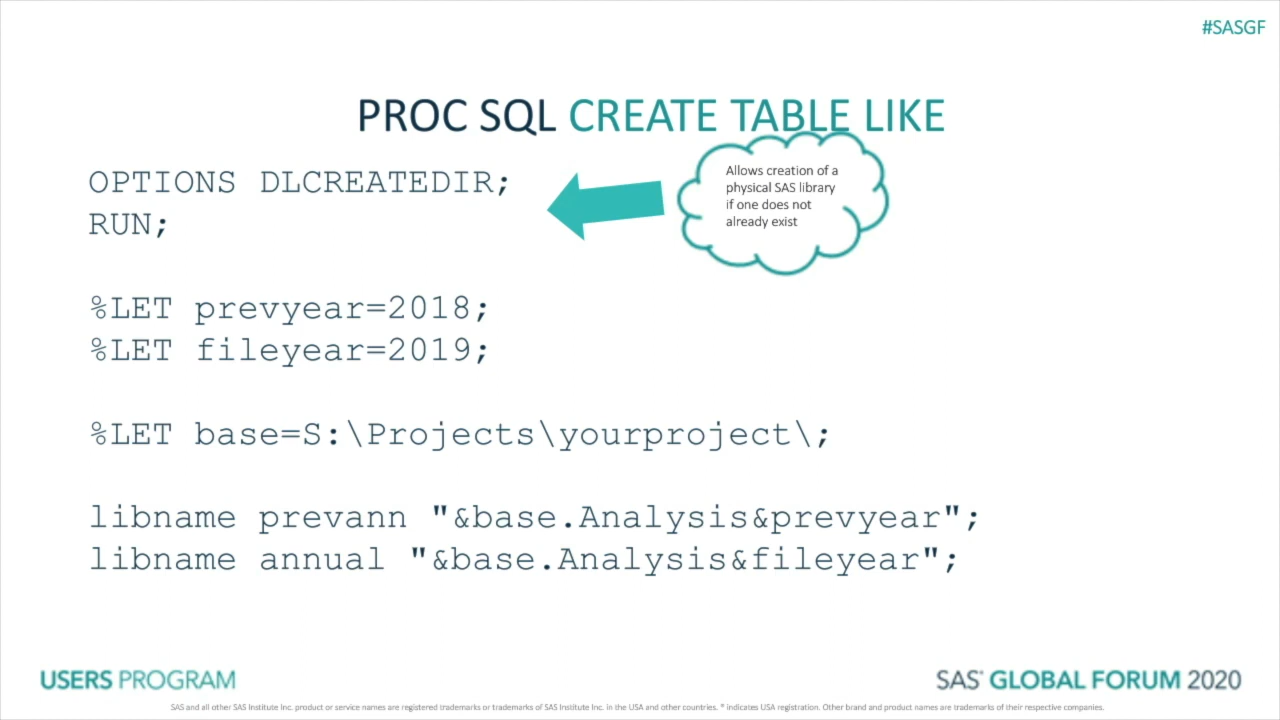 #SASGF
PROC SQL CREATE TABLE LIKE
OPTIONS DLCREATEDIR;
RUN;
Allows creation of a
physical SAS library
if one does not
already exist
%LET prevyear=2018;
%LET fileyear=2019;
%LET base=S:\Projects\yourproject\;
libname prevann "&base.Analysis&prevyear";
libname annual "&base.Analysis&fileyear";
USERS PROGRAM
SAS® GLOBAL FORUM 2020
SAS and all other SAS Institute Inc. product or service names are registered trademarks or trademarks of SAS Institute Inc. in the USA and other countries. ® indicates USA registration. Other brand and product names are trademarks of their respective companies.